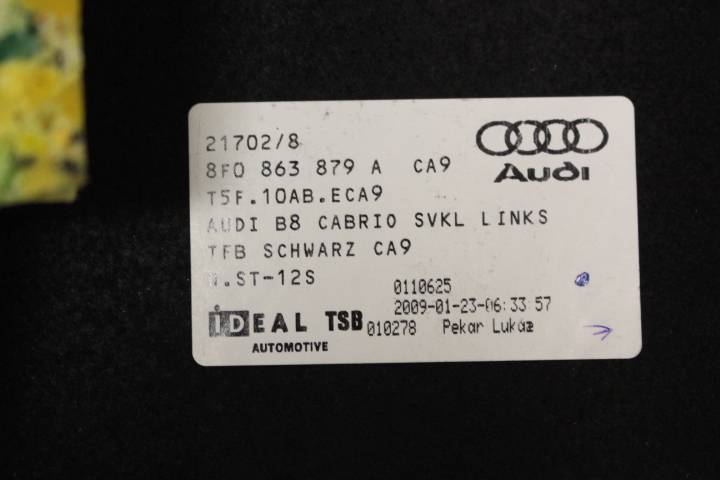 21702/8
8F0 863 879 A CA9
Audi
T5F.10AB.ECA9
AUDI B8 CABRIO SVKL LINKS
TFB SCHWARZ CA9
.ST-12S
0110625
2009-01-23-06:33 57
iDEAL TSB 010278 Pekar Lukáz
AUTOMOTIVE